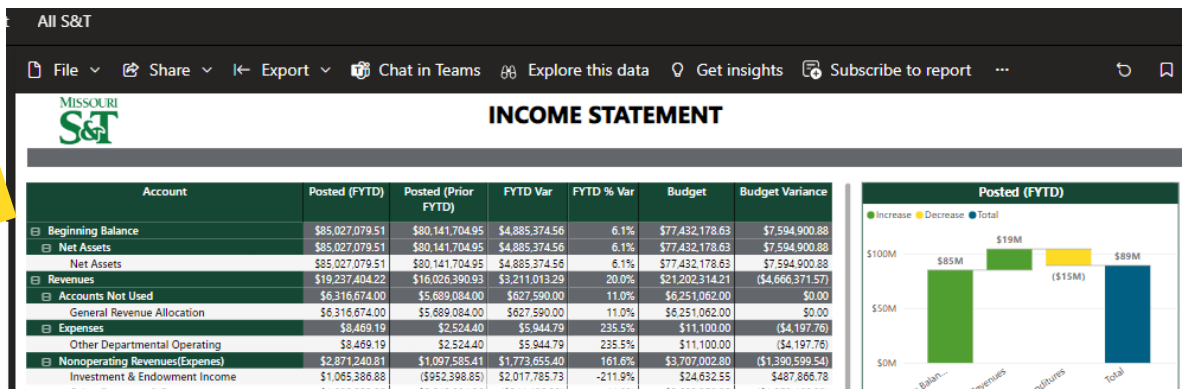 All S&T
File Share Export Chat in Teams Explore this data Get insights Subscribe to report ...
MISSOURI
S&T
INCOME STATEMENT
Account Posted (FYTD) Posted (Prior FYTD) FYTD Var FYTD % Var Budget Budget Variance
Beginning Balance $85,027,079.51 $80,141,704.95 $4,885,374.56 6.1% $77,432,178.63 $7,594,900.88
Net Assets $85,027,079.51 $80,141,704.95 $4,885,374.56 6.1% $77,432,178.63 $7,594,900.88
Net Assets $85,027,079.51 $80,141,704.95 $4,885,374.56 6.1% $77,432,178.63 $7,594,900.88
Revenues $19,237,404.22 $16,026,390.93 $3,211,013.29 20.0% $21,202,314.21 ($4,666,371.57)
Accounts Not Used $6,316,674.00 $5,689,084.00 $627,590.00 11.0% $6,251,062.00 $0.00
General Revenue Allocation $6,316,674.00 $5,689,084.00 $627,590.00 11.0% $6,251,062.00 $0.00
Expenses $8,469.19 $2,524.40 $5,944.79 235.5% $11,100.00 ($4,197.76)
Other Departmental Operating $8,469.19 $2,524.40 $5,944.79 235.5% $11,100.00 ($4,197.76)
Nonoperating Revenues(Expenes) $2,871,240.81 $1,097,585.41 $1,773,655.40 161.6% $3,707,002.80 ($1,390,599.54)
Investment & Endowment Income $1,065,386.88 ($952,398.85) $2,017,785.73 -211.9% $24,632.55 $487,866.78
Posted (FYTD)
Increase Decrease Total
$100M
$50M
$0M
$85M
$19M
($15M)
$89M
Balan...
Total